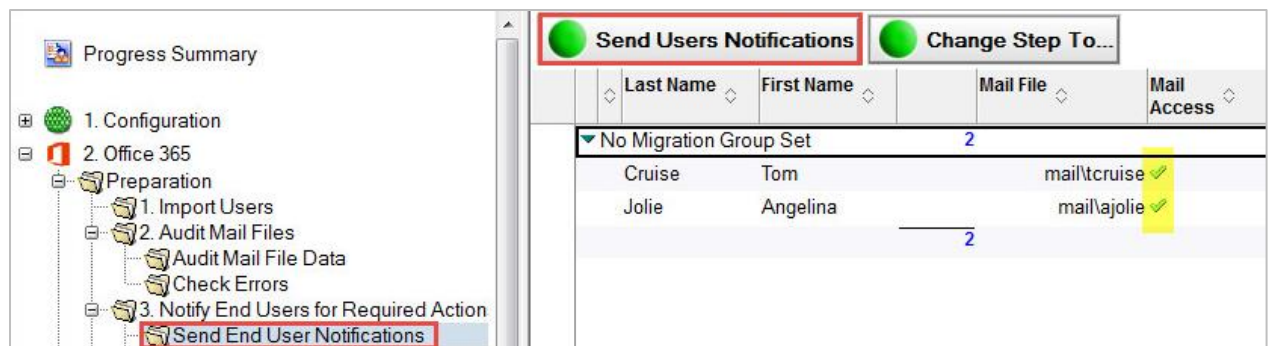 Progress Summary
1. Configuration
2. Office 365
Preparation
1. Import Users
2. Audit Mail Files
Audit Mail File Data
Check Errors
3. Notify End Users for Required Action
Send End User Notifications
Send Users Notifications Change Step To...
Last Name First Name Mail File Mail Access
No Migration Group Set 2
Cruise Tom mail\tcruise
Jolie Angelina mail\ajolie
2